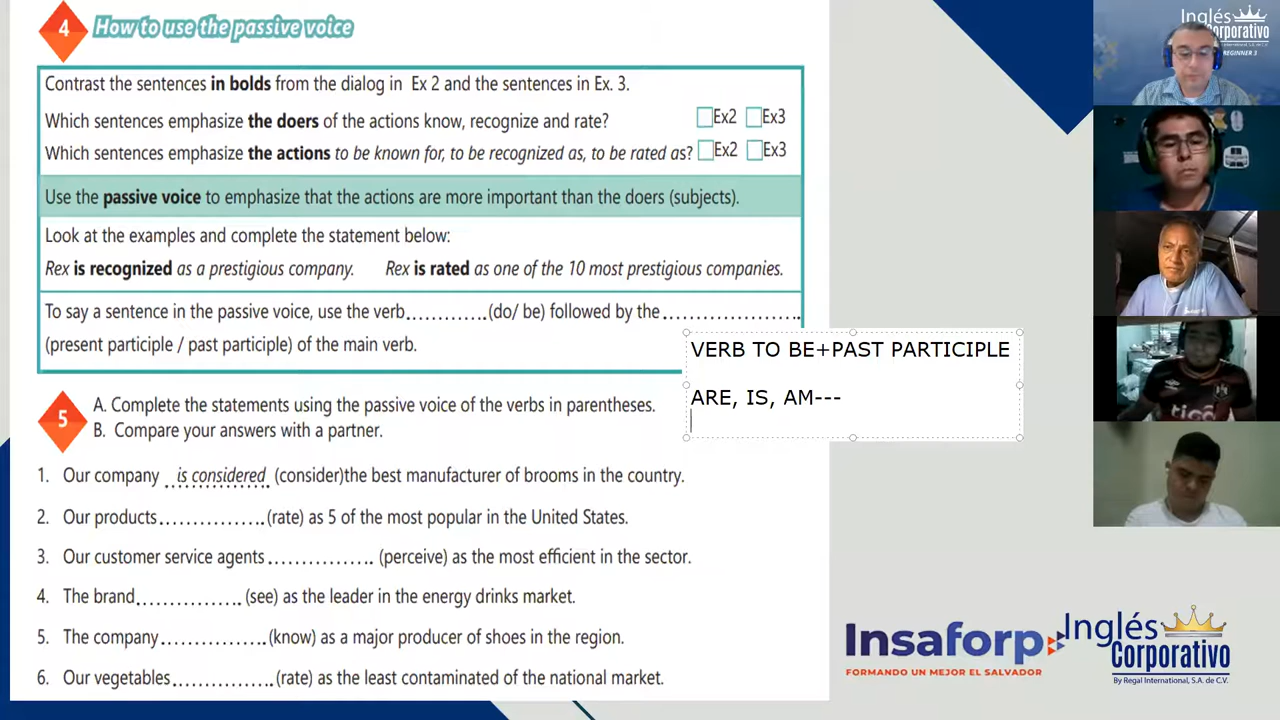 4 How to use the passive voice
Contrast the sentences in bolds from the dialog in Ex 2 and the sentences in Ex. 3.
Which sentences emphasize the doers of the actions know, recognize and rate? Ex2 Ex3
Which sentences emphasize the actions to be known for, to be recognized as, to be rated as? Ex2 Ex3
Use the passive voice to emphasize that the actions are more important than the doers (subjects).
Look at the examples and complete the statement below:
Rex is recognized as a prestigious company. Rex is rated as one of the 10 most prestigious companies.
To say a sentence in the passive voice, use the verb.............(do/ be) followed by the .....................
(present participle / past participle) of the main verb.
VERB TO BE+PAST PARTICIPLE
ARE, IS, AM---
5 A. Complete the statements using the passive voice of the verbs in parentheses.
B. Compare your answers with a partner.
1. Our company is considered (consider)the best manufacturer of brooms in the country.
2. Our products................(rate) as 5 of the most popular in the United States.
3. Our customer service agents ................ (perceive) as the most efficient in the sector.
4. The brand................ (see) as the leader in the energy drinks market.
5. The company................(know) as a major producer of shoes in the region.
6. Our vegetables................(rate) as the least contaminated of the national market.
Inglés
Corporativo
BEGINNER 3
tigo
Insaforp
FORMANDO UN MEJOR EL SALVADOR
Inglés
Corporativo
By Regal International, S.A. de C.V.